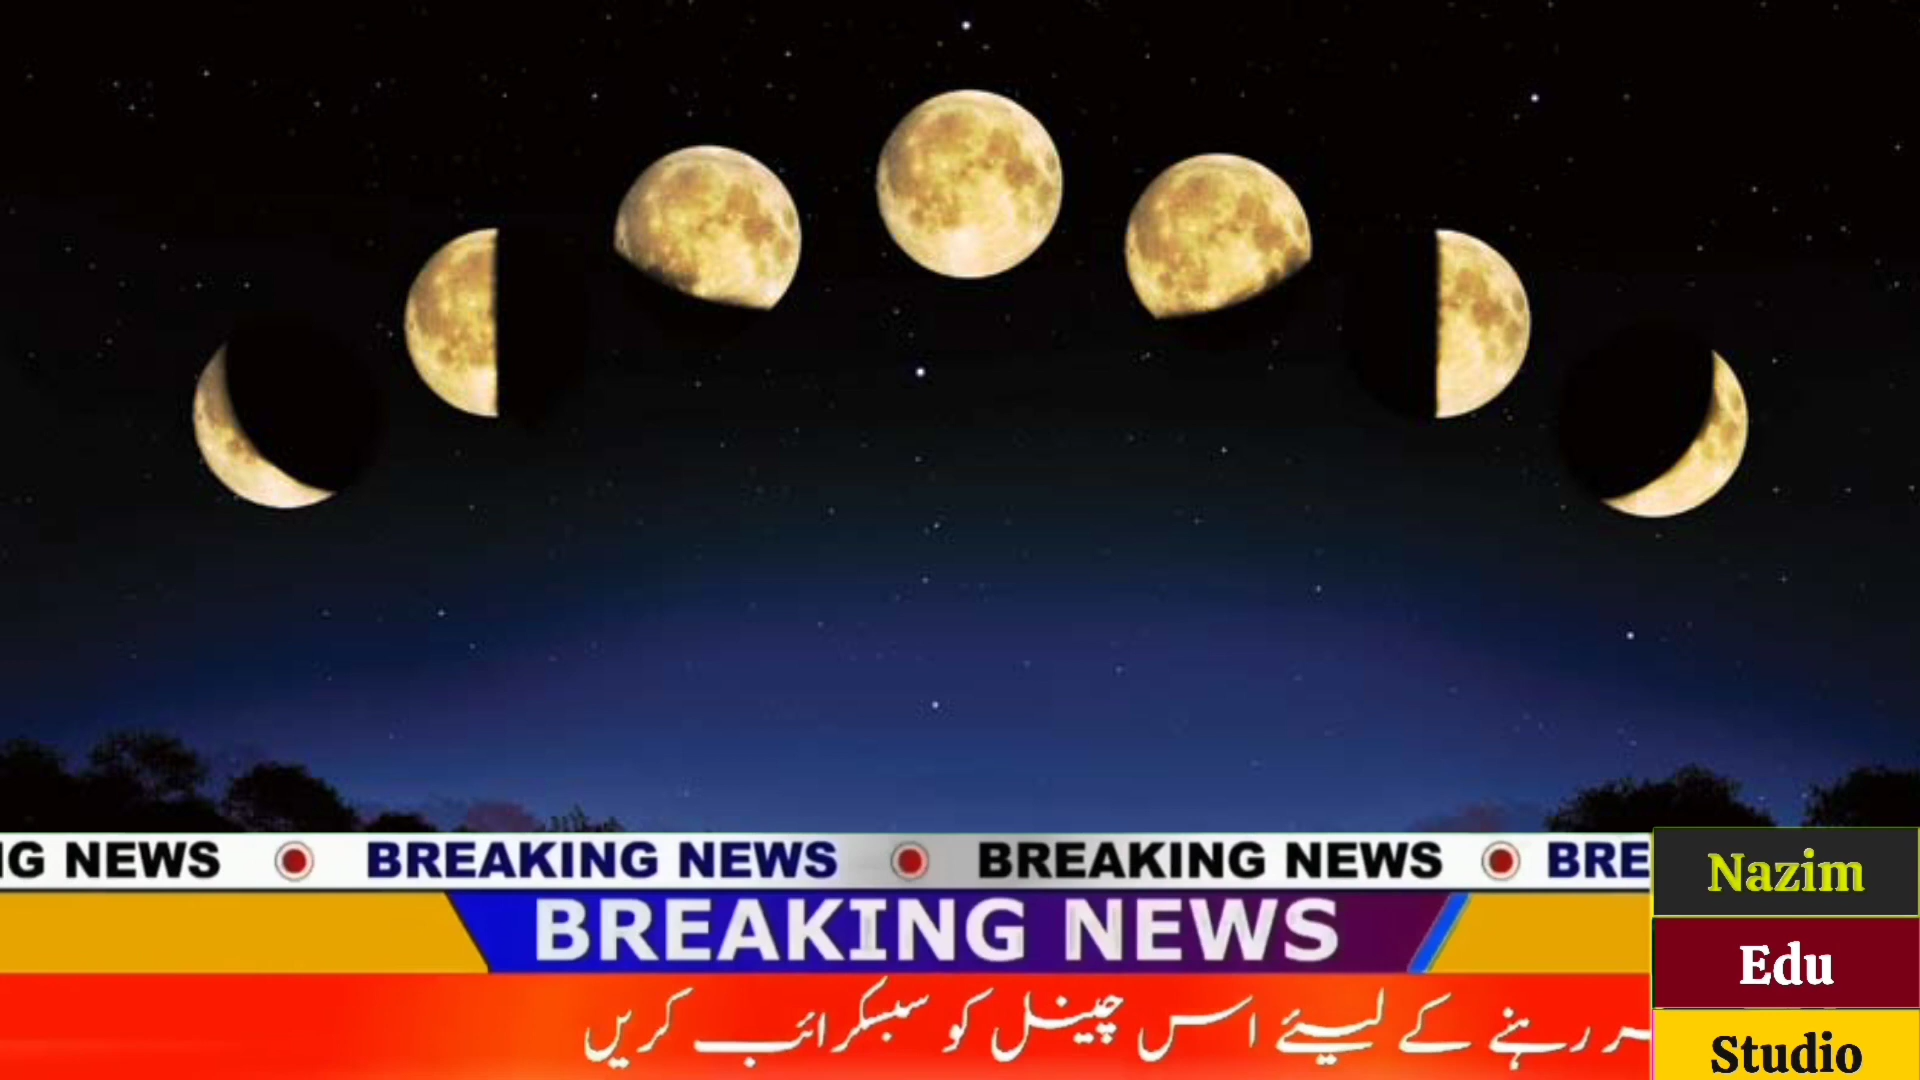 NG NEWS BREAKING NEWS BREAKING NEWS BRE
BREAKING NEWS
رہنے کے لیئے اس چینل کو سبسکرائب کریں
Nazim
Edu
Studio